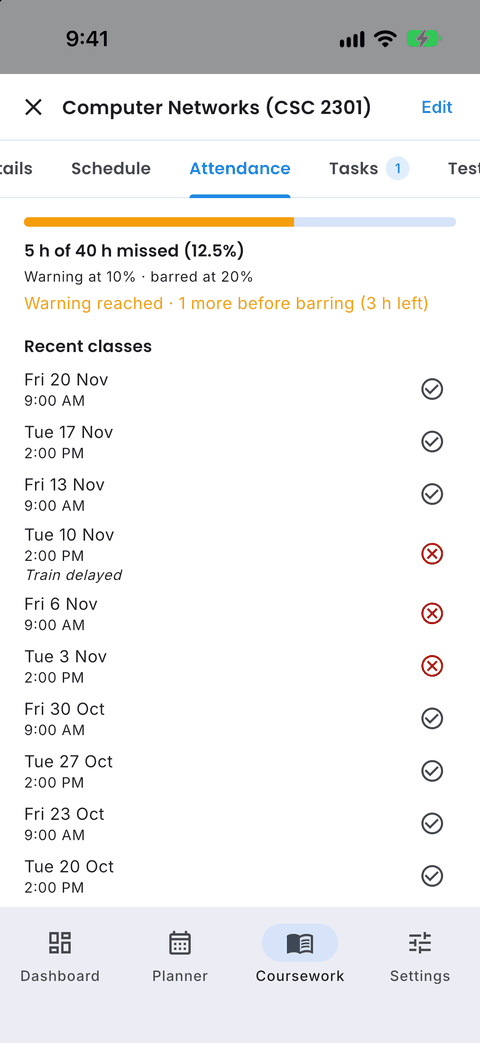 9:41
Computer Networks (CSC 2301)
Edit
tails
Schedule
Attendance
Tasks
1
Test
5 h of 40 h missed (12.5%)
Warning at 10% · barred at 20%
Warning reached · 1 more before barring (3 h left)
Recent classes
Fri 20 Nov
9:00 AM
Tue 17 Nov
2:00 PM
Fri 13 Nov
9:00 AM
Tue 10 Nov
2:00 PM
Train delayed
Fri 6 Nov
9:00 AM
Tue 3 Nov
2:00 PM
Fri 30 Oct
9:00 AM
Tue 27 Oct
2:00 PM
Fri 23 Oct
9:00 AM
Tue 20 Oct
2:00 PM
Dashboard
Planner
Coursework
Settings